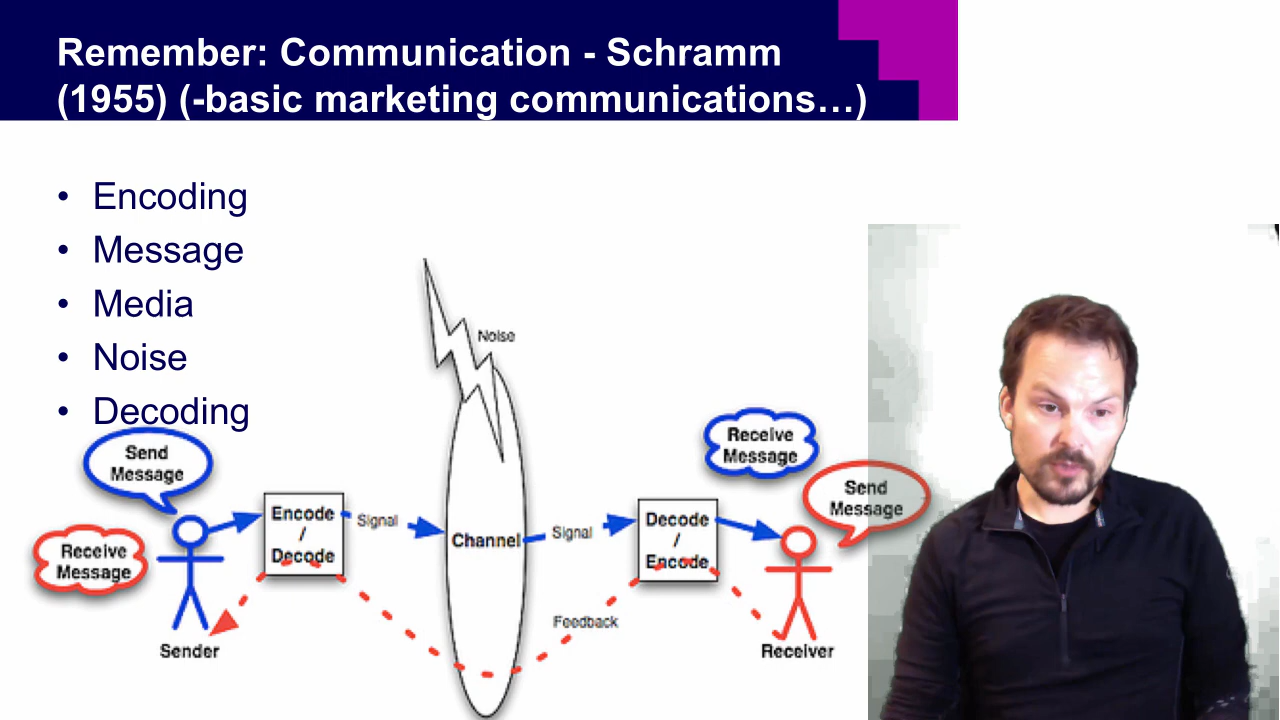 Remember: Communication - Schramm
(1955) (-basic marketing communications…)
• Encoding
• Message
• Media
• Noise
• Decoding
Noise
Send
Message
Receive
Message
Sender
Encode
/
Decode
Signal
Channel
Signal
Feedback
Decode
/
Encode
Receive
Message
Send
Message
Receiver